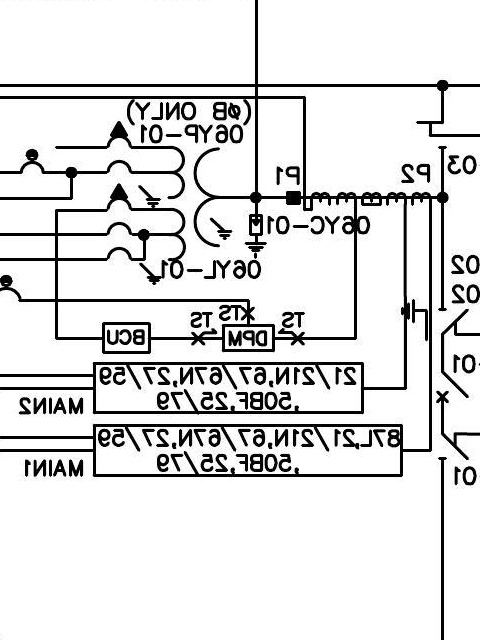 (øB ONLY)
06YP-01
P1
P2
-03
06YC-01
06YL-01
02
02
TS
TS
TS
BCU
DPM
-01
21/21N,67/67N,27/59
,50BF,25/79
MAIN2
87L,21/21N,67/67N,27/59
,50BF,25/79
MAIN1
-01